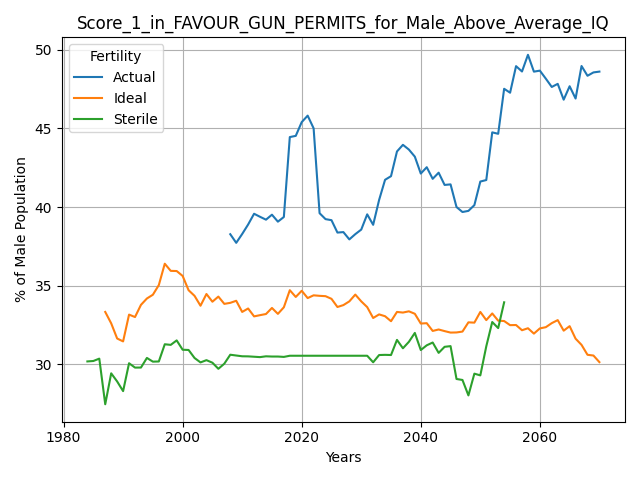 Score_1_in_FAVOUR_GUN_PERMITS_for_Male_Above_Average_IQ
Fertility
Actual
Ideal
Sterile
% of Male Population
50
45
40
35
30
1980
2000
2020
2040
2060
Years